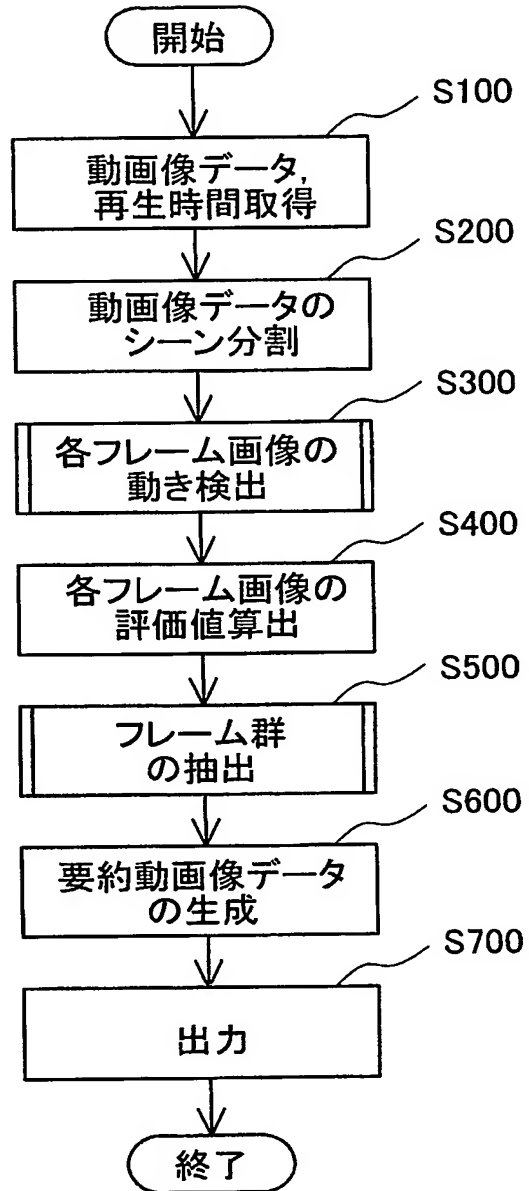 開始
S100
動画像データ,
再生時間取得
S200
動画像データの
シーン分割
S300
各フレーム画像の
動き検出
S400
各フレーム画像の
評価値算出
S500
フレーム群
の抽出
S600
要約動画像データ
の生成
S700
出力
終了